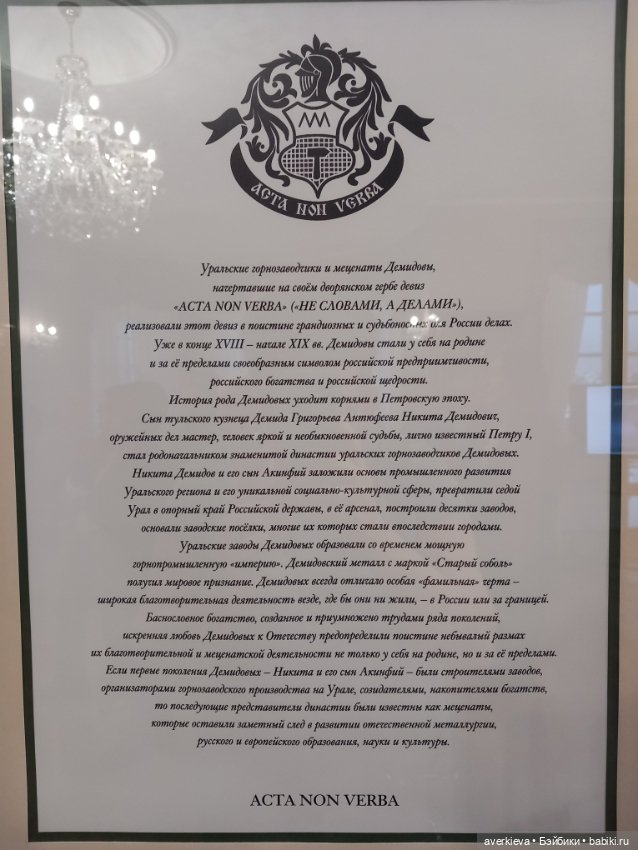 ACTA NON VERBA
Уральские горнозаводчики и меценаты Демидовы,
начертавшие на своём дворянском гербе девиз
«ACTA NON VERBA» («НЕ СЛОВАМИ, А ДЕЛАМИ»),
реализовали этот девиз в поистине грандиозных и судьбоносных для России делах.
Уже в конце XVIII – начале XIX вв. Демидовы стали у себя на родине
и за её пределами своеобразным символом российской предприимчивости,
российского богатства и российской щедрости.
История рода Демидовых уходит корнями в Петровскую эпоху.
Сын тульского кузнеца Демида Григорьева Антюфеева Никита Демидович,
оружейных дел мастер, человек яркой и необыкновенной судьбы, лично известный Петру I,
стал родоначальником знаменитой династии уральских горнозаводчиков Демидовых.
Никита Демидов и его сын Акинфий заложили основы промышленного развития
Уральского региона и его уникальной социально-культурной сферы, превратили седой
Урал в опорный край Российской державы, в её арсенал, построили десятки заводов,
основали заводские посёлки, многие их которых стали впоследствии городами.
Уральские заводы Демидовых образовали со временем мощную
горнопромышленную «империю». Демидовский металл с маркой «Старый соболь»
получил мировое признание. Демидовых всегда отличало особая «фамильная» черта –
широкая благотворительная деятельность везде, где бы они ни жили, – в России или за границей.
Баснословное богатство, созданное и приумножено трудами ряда поколений,
искренняя любовь Демидовых к Отечеству предопределили поистине небывалый размах
их благотворительной и меценатской деятельности не только у себя на родине, но и за её пределами.
Если первые поколения Демидовых – Никита и его сын Акинфий – были строителями заводов,
организаторами горнозаводского производства на Урале, созидателями, накопителями богатств,
то последующие представители династии были известны как меценаты,
которые оставили заметный след в развитии отечественной металлургии,
русского и европейского образования, науки и культуры.
ACTA NON VERBA
averkieva • Бэйбики • babiki.ru